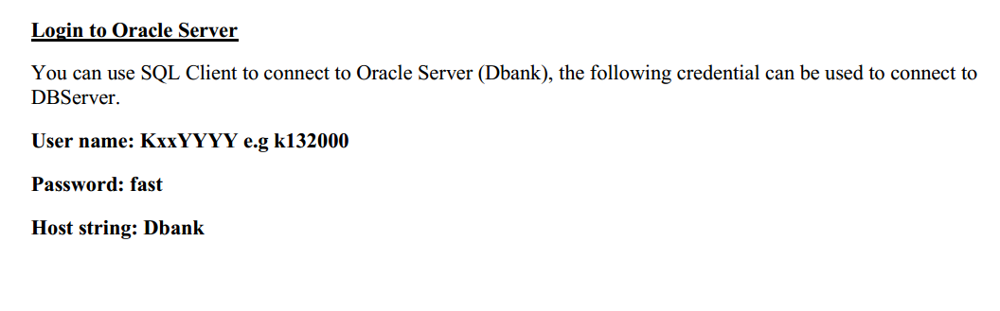 Login to Oracle Server
You can use SQL Client to connect to Oracle Server (Dbank), the following credential can be used to connect to
DBServer.
User name: KxxYYYY e.g k132000
Password: fast
Host string: Dbank